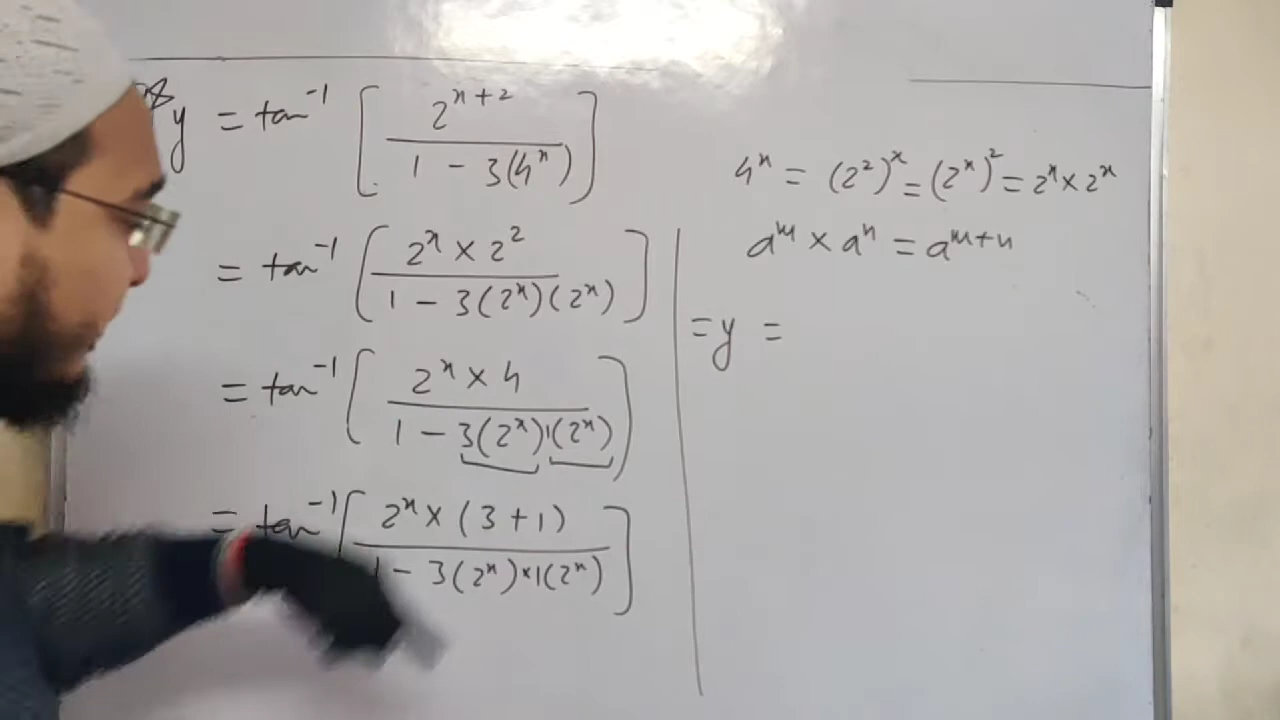 y = tan⁻¹ [ 2^(x+2) / 1 - 3(4^x) ]
= tan⁻¹ [ 2^x × 2² / 1 - 3(2^x)(2^x) ]
= tan⁻¹ [ 2^x × 4 / 1 - 3(2^x)1(2^x) ]
= tan⁻¹ [ 2^x × (3 + 1) / 1 - 3(2^x)×1(2^x) ]
4^x = (2²)^x = (2^x)² = 2^x × 2^x
a^m × a^n = a^(m+n)
= y =